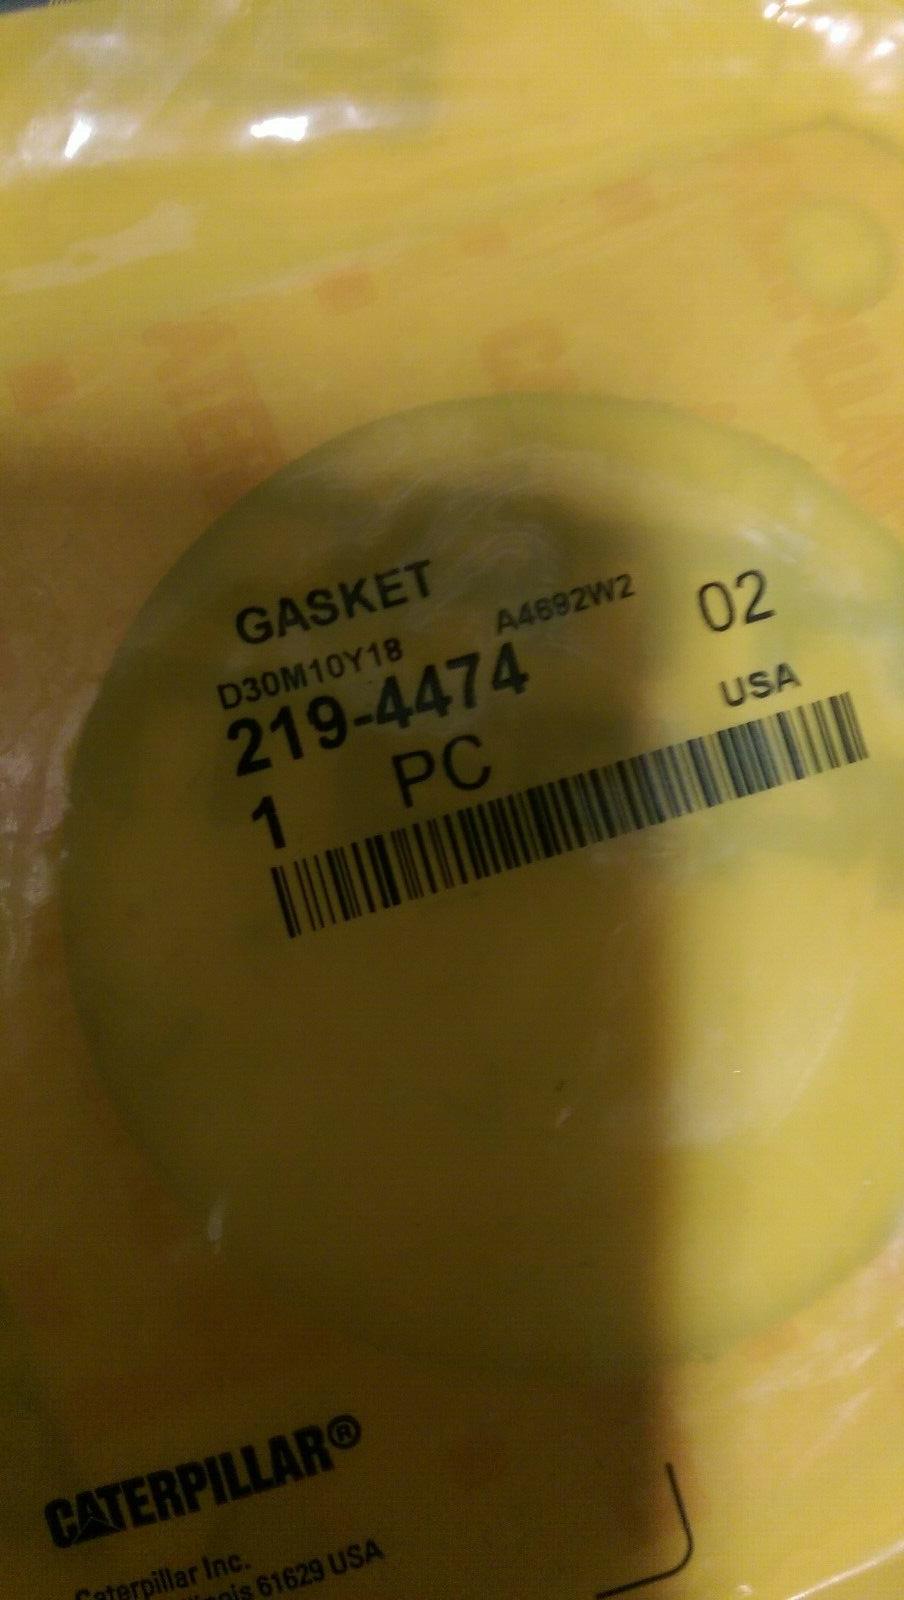 GASKET
A4692W2
02
D30M10Y18
219-4474
USA
1 PC
CATERPILLAR®
Caterpillar Inc.
61629 USA